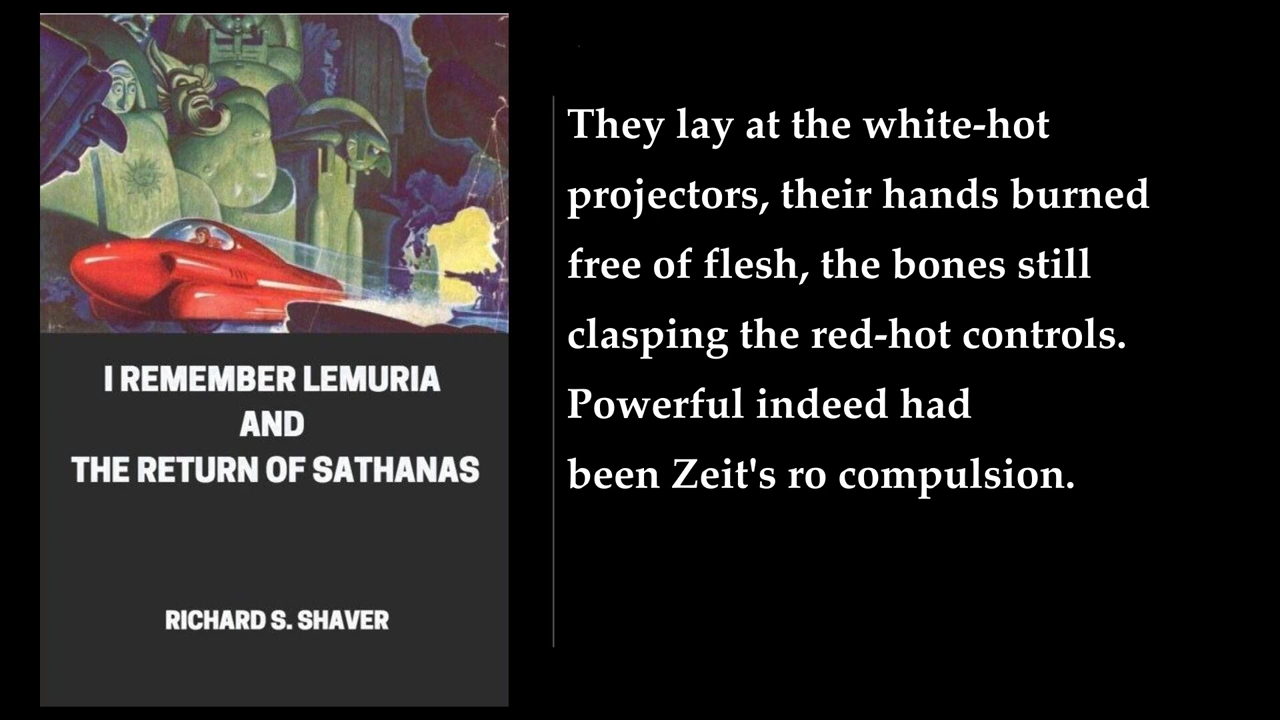 I REMEMBER LEMURIA
AND
THE RETURN OF SATHANAS
RICHARD S. SHAVER
They lay at the white-hot
projectors, their hands burned
free of flesh, the bones still
clasping the red-hot controls.
Powerful indeed had
been Zeit's ro compulsion.